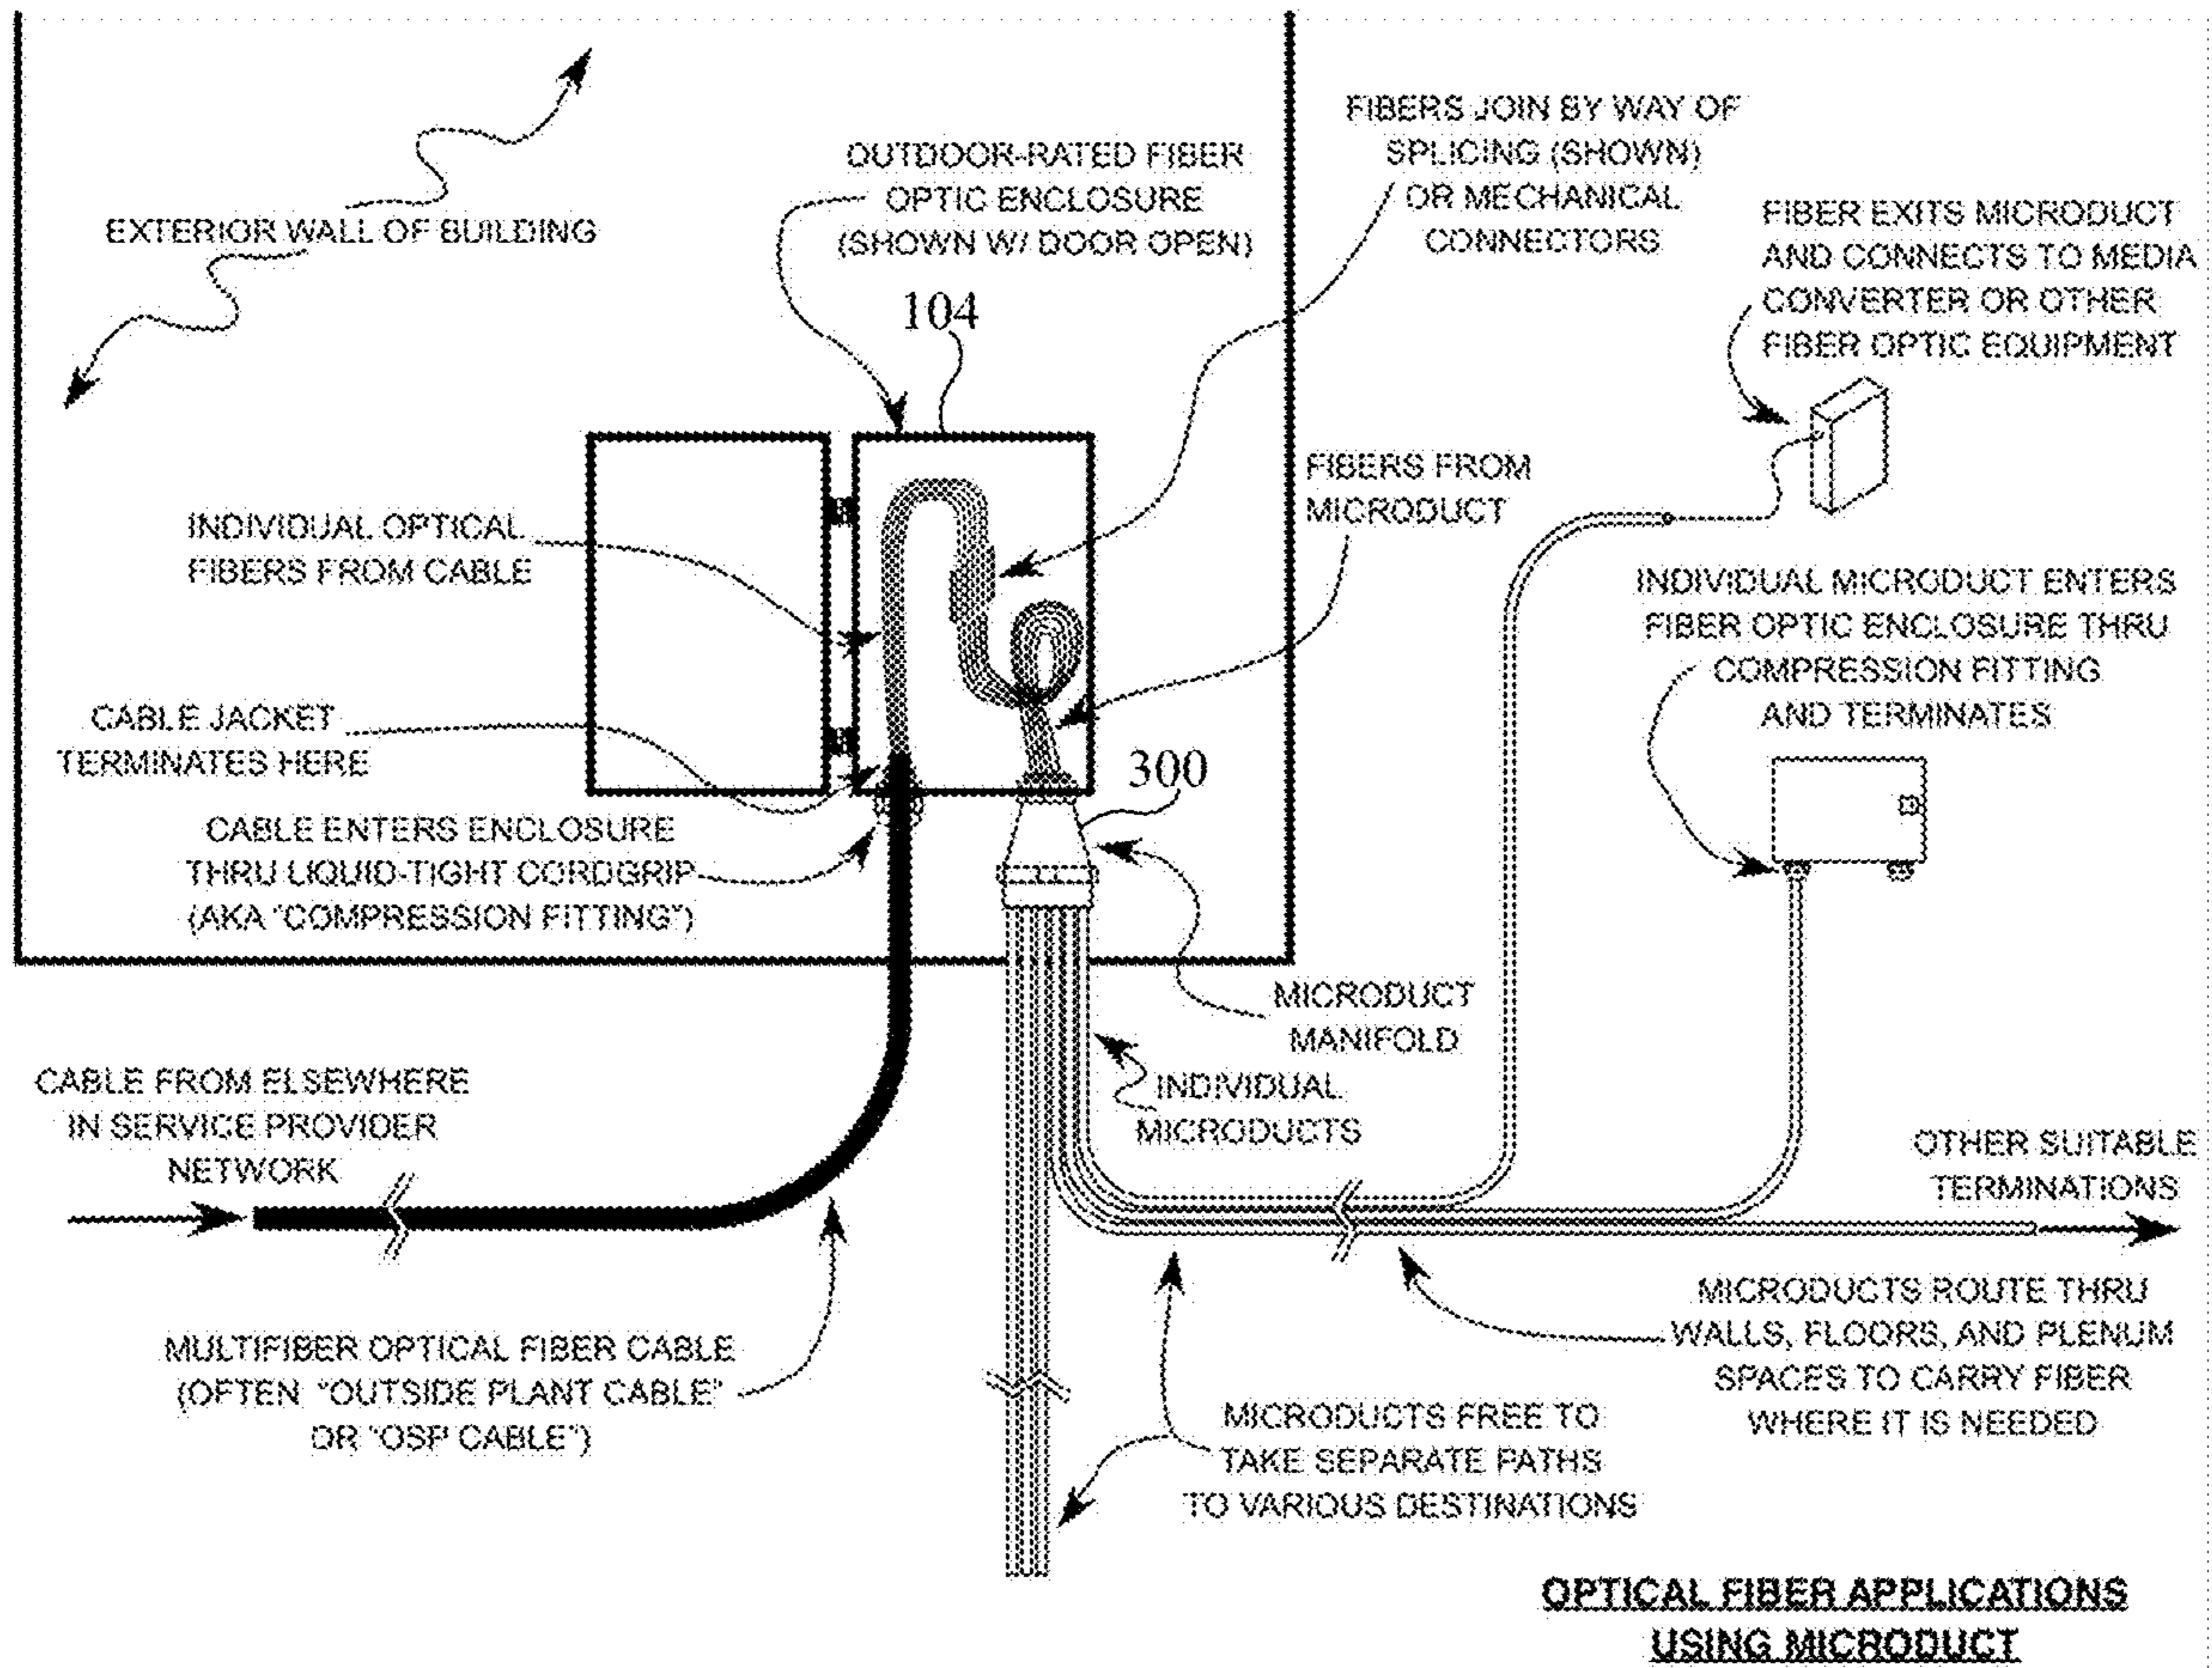 EXTERIOR WALL OF BUILDING
OUTDOOR-RATED FIBER
OPTIC ENCLOSURE
(SHOWN W/ DOOR OPEN)
104
FIBERS JOIN BY WAY OF
SPLICING (SHOWN)
OR MECHANICAL
CONNECTORS
FIBER EXITS MICRODUCT
AND CONNECTS TO MEDIA
CONVERTER OR OTHER
FIBER OPTIC EQUIPMENT
FIBERS FROM
MICRODUCT
INDIVIDUAL OPTICAL
FIBERS FROM CABLE
INDIVIDUAL MICRODUCT ENTERS
FIBER OPTIC ENCLOSURE THRU
COMPRESSION FITTING
AND TERMINATES
CABLE JACKET
TERMINATES HERE
300
CABLE ENTERS ENCLOSURE
THRU LIQUID-TIGHT CORDGRIP
(AKA "COMPRESSION FITTING")
MICRODUCT
MANIFOLD
INDIVIDUAL
MICRODUCTS
CABLE FROM ELSEWHERE
IN SERVICE PROVIDER
NETWORK
OTHER SUITABLE
TERMINATIONS
MULTIFIBER OPTICAL FIBER CABLE
(OFTEN "OUTSIDE PLANT CABLE"
OR "OSP CABLE")
MICRODUCTS ROUTE THRU
WALLS, FLOORS, AND PLENUM
SPACES TO CARRY FIBER
WHERE IT IS NEEDED
MICRODUCTS FREE TO
TAKE SEPARATE PATHS
TO VARIOUS DESTINATIONS
OPTICAL FIBER APPLICATIONS
USING MICRODUCT